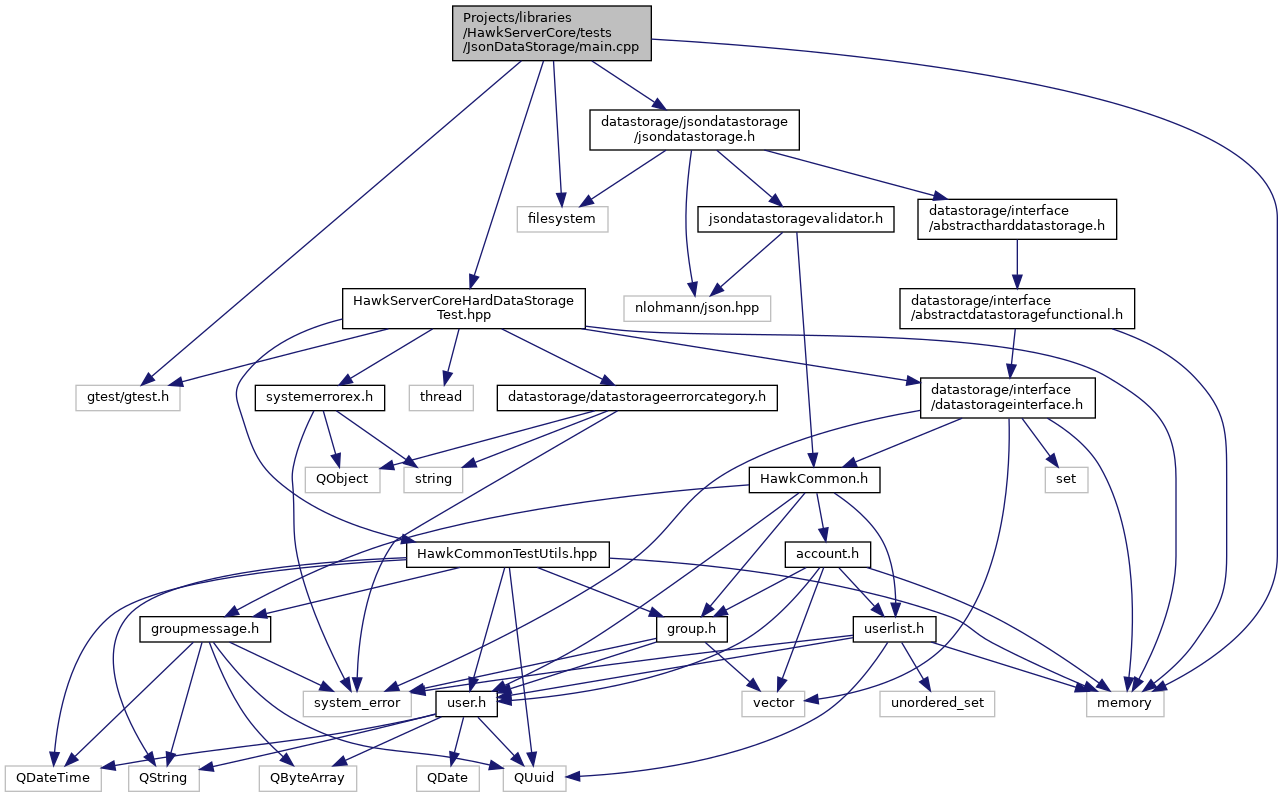 Projects/libraries
/HawkServerCore/tests
/JsonDataStorage/main.cpp
datastorage/jsondatastorage
/jsondatastorage.h
filesystem
jsondatastoragevalidator.h
datastorage/interface
/abstractharddatastorage.h
HawkServerCoreHardDataStorage
Test.hpp
nlohmann/json.hpp
datastorage/interface
/abstractdatastoragefunctional.h
gtest/gtest.h
systemerrorex.h
thread
datastorage/datastorageerrorcategory.h
datastorage/interface
/datastorageinterface.h
QObject
string
HawkCommon.h
set
HawkCommonTestUtils.hpp
account.h
groupmessage.h
group.h
userlist.h
system_error
user.h
vector
unordered_set
memory
QDateTime
QString
QByteArray
QDate
QUuid